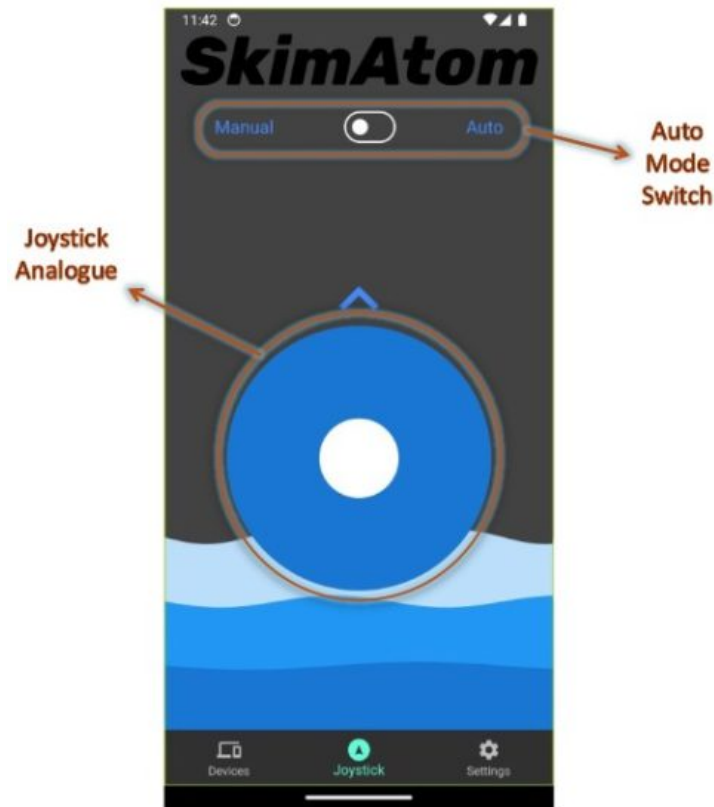 11:42
SkimAtom
Manual Auto
Auto
Mode
Switch
Joystick
Analogue
Devices Joystick Settings